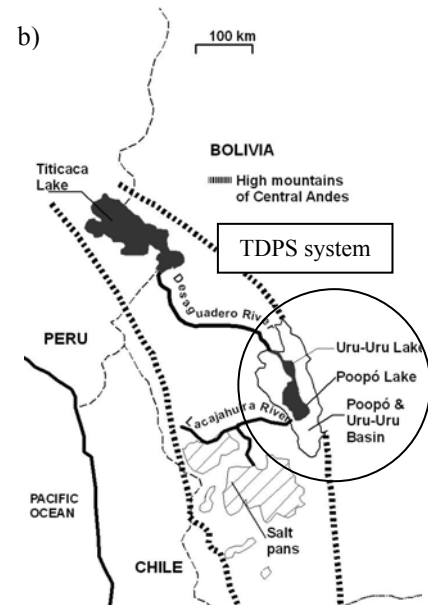 b)
100 km
Titicaca
Lake
BOLIVIA
High mountains
of Central Andes
TDPS system
Desaguadero River
PERU
Uru-Uru Lake
Poopó Lake
Poopó &
Uru-Uru
Basin
River
PACIFIC
OCEAN
Salt
pans
CHILE